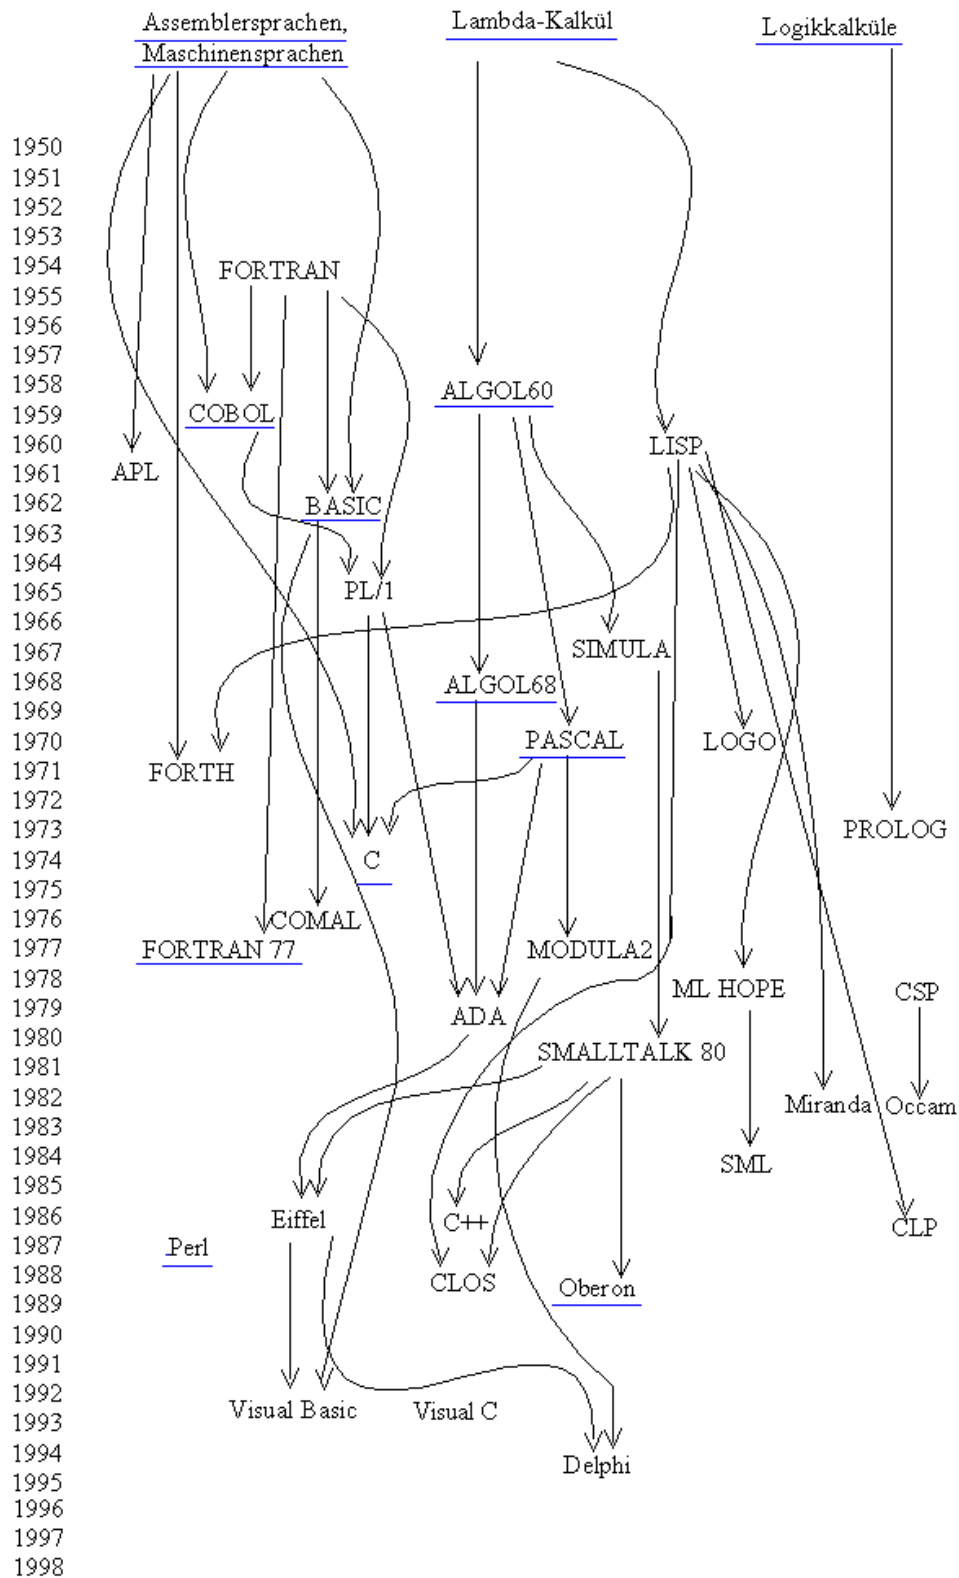 Assemblersprachen,
Maschinensprachen
Lambda-Kalkül
Logikkalküle
1950
1951
1952
1953
1954
FORTRAN
1955
1956
1957
1958
ALGOL60
1959
COBOL
1960
LISP
1961
APL
1962
BASIC
1963
1964
1965
PL/1
1966
1967
SIMULA
1968
ALGOL68
1969
1970
PASCAL
LOGO
1971
FORTH
1972
1973
PROLOG
1974
C
1975
1976
COMAL
1977
FORTRAN 77
MODULA2
1978
ML HOPE
CSP
1979
ADA
1980
SMALLTALK 80
1981
1982
Miranda
Occam
1983
1984
SML
1985
1986
Eiffel
C++
CLP
1987
Perl
1988
CLOS
Oberon
1989
1990
1991
1992
Visual Basic
Visual C
1993
1994
Delphi
1995
1996
1997
1998